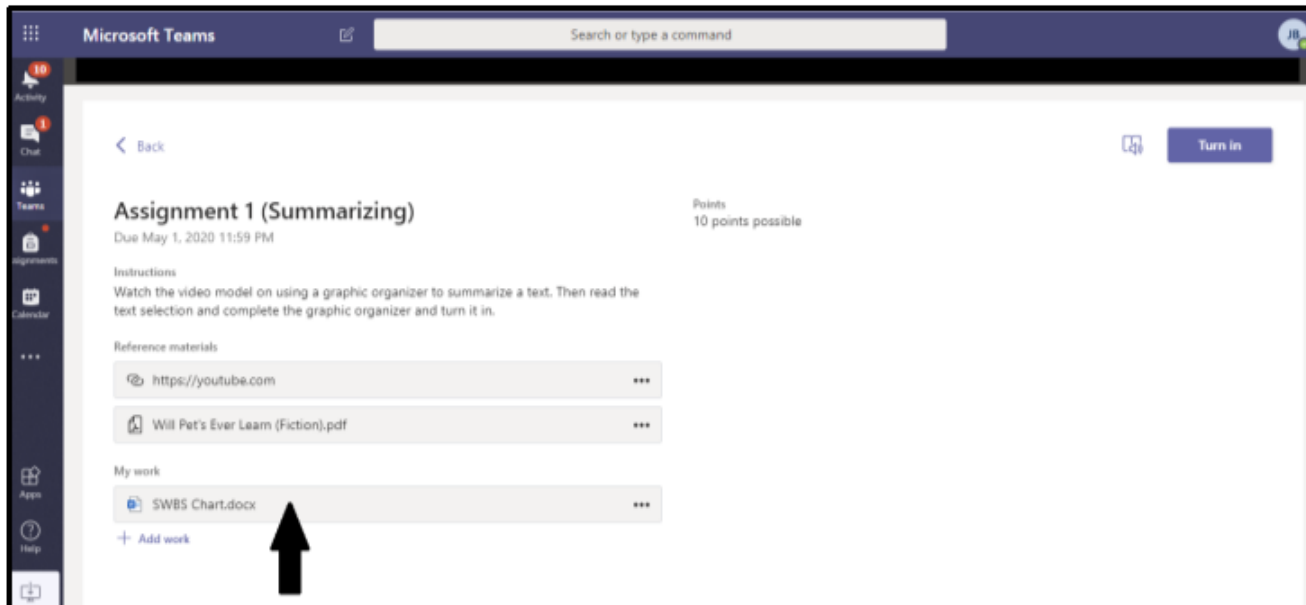 Microsoft Teams
Search or type a command
JB
10
Activity
1
Chat
Teams
Calendar
Apps
Help
Back
Turn in
Assignment 1 (Summarizing)
Due May 1, 2020 11:59 PM
Points
10 points possible
Instructions
Watch the video model on using a graphic organizer to summarize a text. Then read the
text selection and complete the graphic organizer and turn it in.
Reference materials
https://youtube.com
Will Pet's Ever Learn (Fiction).pdf
My work
SWBS Chart.docx
+ Add work